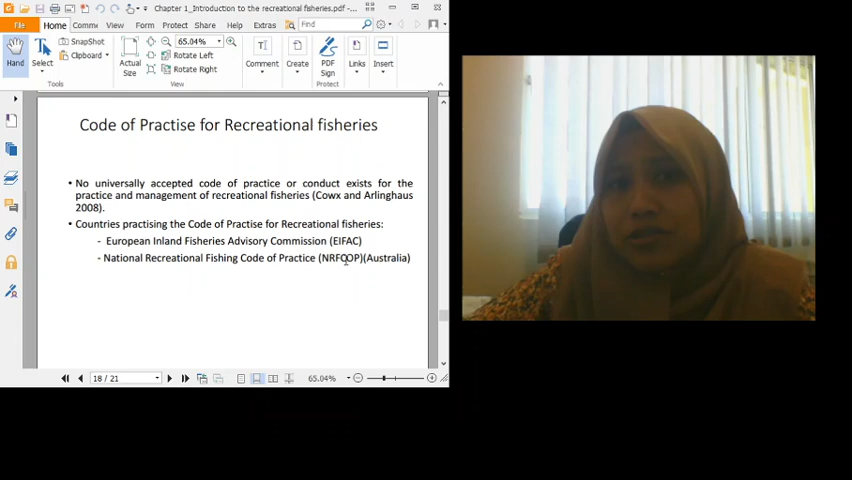 Chapter 1_Introduction to the recreational fisheries.pdf - ...
File Home Comme View Form Protect Share Help Extras Find
Hand
Select
SnapShot
Clipboard
Tools
Actual
Size
65.04%
Rotate Left
Rotate Right
View
Comment
Create
PDF
Sign
Protect
Links
Insert
Code of Practise for Recreational fisheries
• No universally accepted code of practice or conduct exists for the
practice and management of recreational fisheries (Cowx and Arlinghaus
2008).
• Countries practising the Code of Practise for Recreational fisheries:
- European Inland Fisheries Advisory Commission (EIFAC)
- National Recreational Fishing Code of Practice (NRFCOP)(Australia)
18 / 21
65.04%